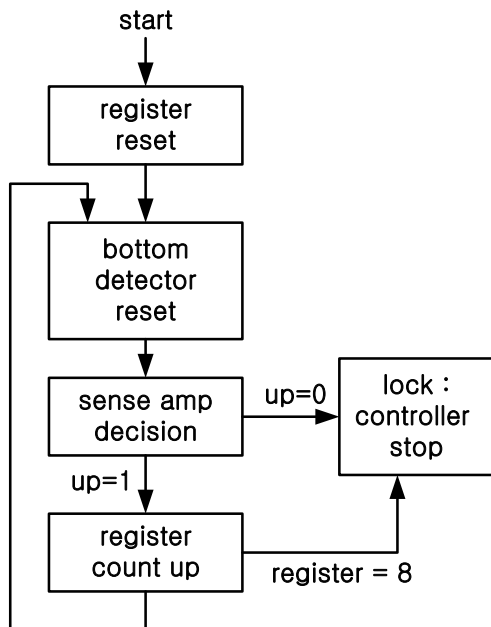 start
register
reset
bottom
detector
reset
sense amp
decision
up=0
lock :
controller
stop
up=1
register
count up
register = 8